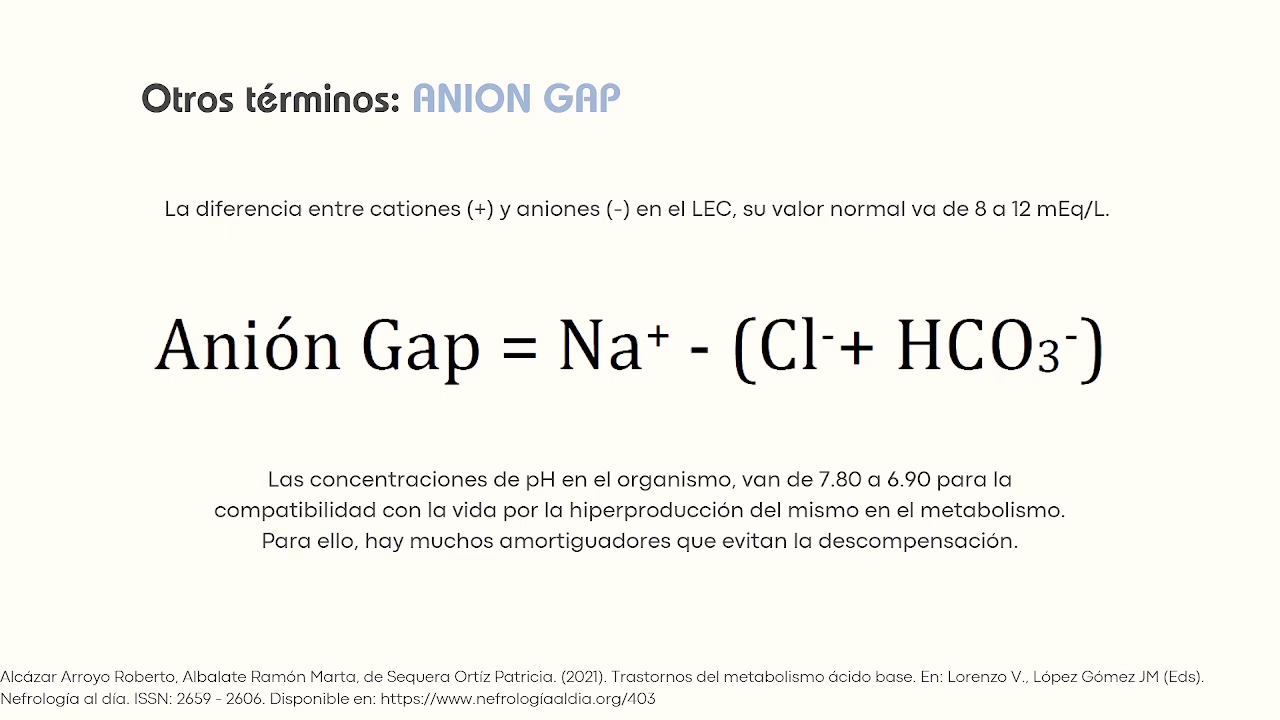 Otros términos: ANION GAP
La diferencia entre cationes (+) y aniones (-) en el LEC, su valor normal va de 8 a 12 mEq/L.
Anión Gap = Na⁺ - (Cl⁻+ HCO₃⁻)
Las concentraciones de pH en el organismo, van de 7.80 a 6.90 para la
compatibilidad con la vida por la hiperproducción del mismo en el metabolismo.
Para ello, hay muchos amortiguadores que evitan la descompensación.
Alcázar Arroyo Roberto, Albalate Ramón Marta, de Sequera Ortíz Patricia. (2021). Trastornos del metabolismo ácido base. En: Lorenzo V., López Gómez JM (Eds).
Nefrología al día. ISSN: 2659 - 2606. Disponible en: https://www.nefrologíaaldia.org/403